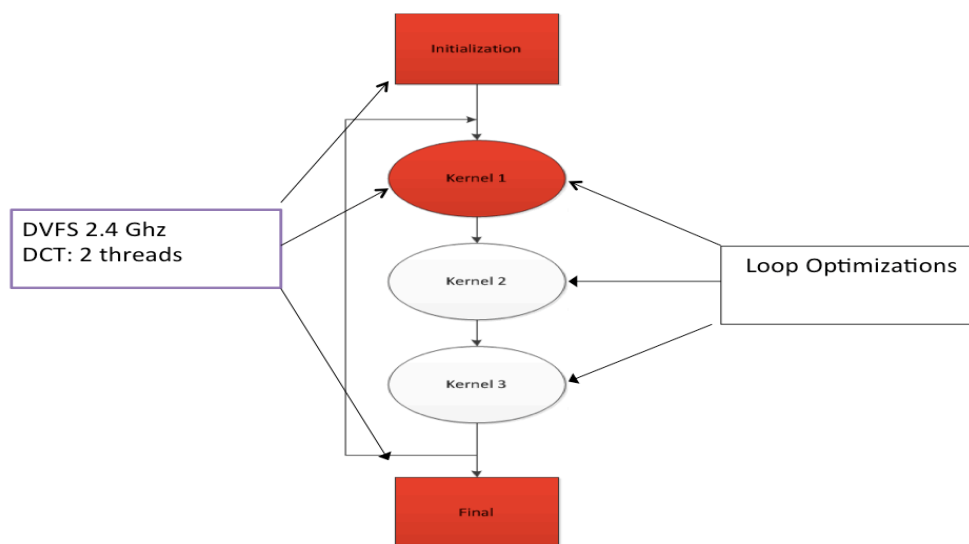 Initialization
Kernel 1
DVFS 2.4 Ghz
DCT: 2 threads
Loop Optimizations
Kernel 2
Kernel 3
Final